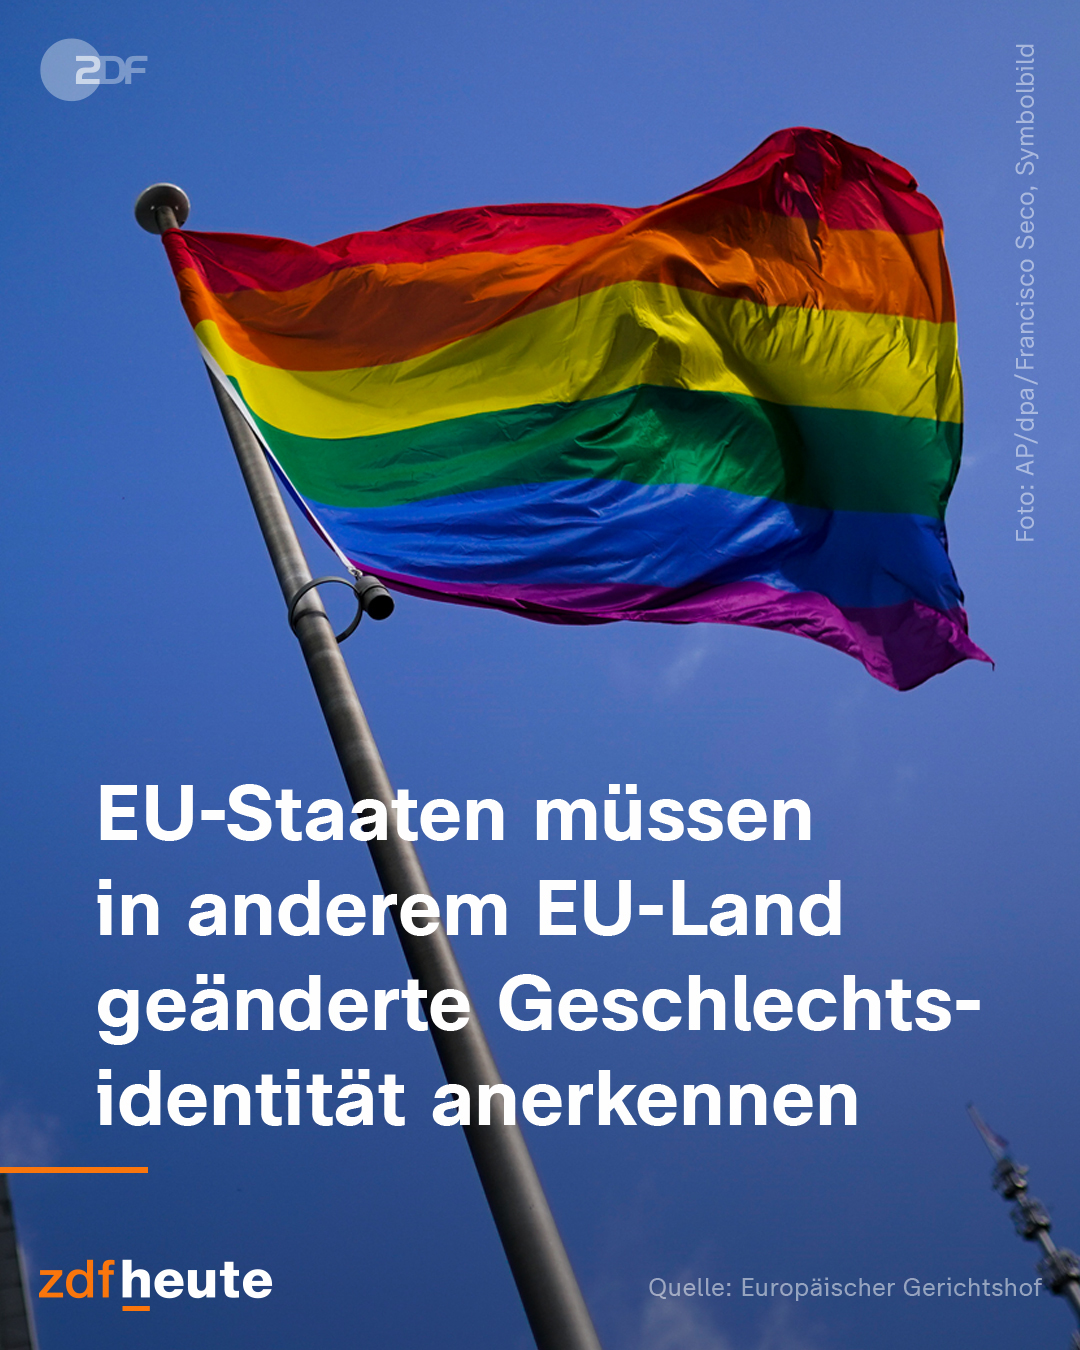 ZDF
Foto: AP/dpa/Francisco Seco, Symbolbild
EU-Staaten müssen
in anderem EU-Land
geänderte Geschlechts-
identität anerkennen
zdfheute
Quelle: Europäischer Gerichtshof